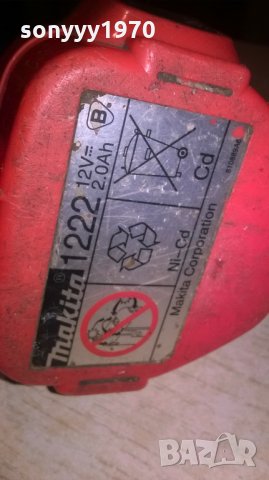 sonyyy1970
makita 1222 12V⎓ B
2.0Ah
Ni-Cd Cd
Makita Corporation
BAZAR